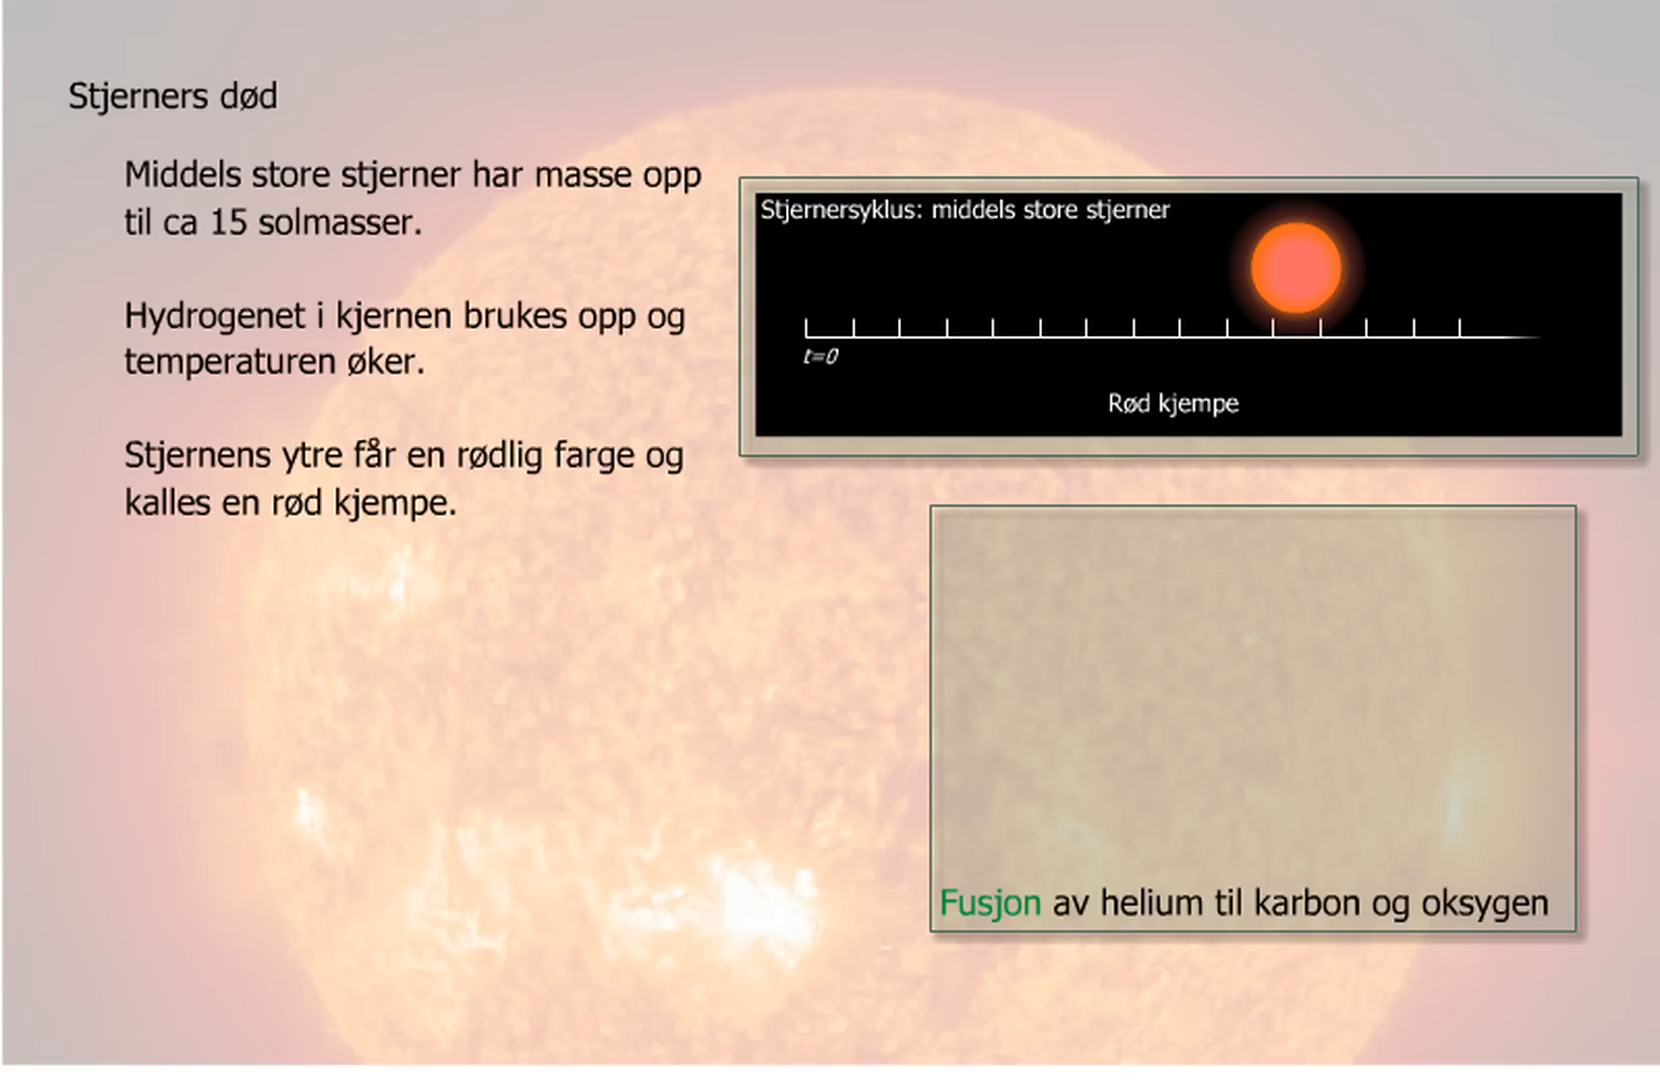 Stjerners død
Middels store stjerner har masse opp
til ca 15 solmasser.
Hydrogenet i kjernen brukes opp og
temperaturen øker.
Stjernens ytre får en rødlig farge og
kalles en rød kjempe.
Stjernersyklus: middels store stjerner
t=0
Rød kjempe
Fusjon av helium til karbon og oksygen